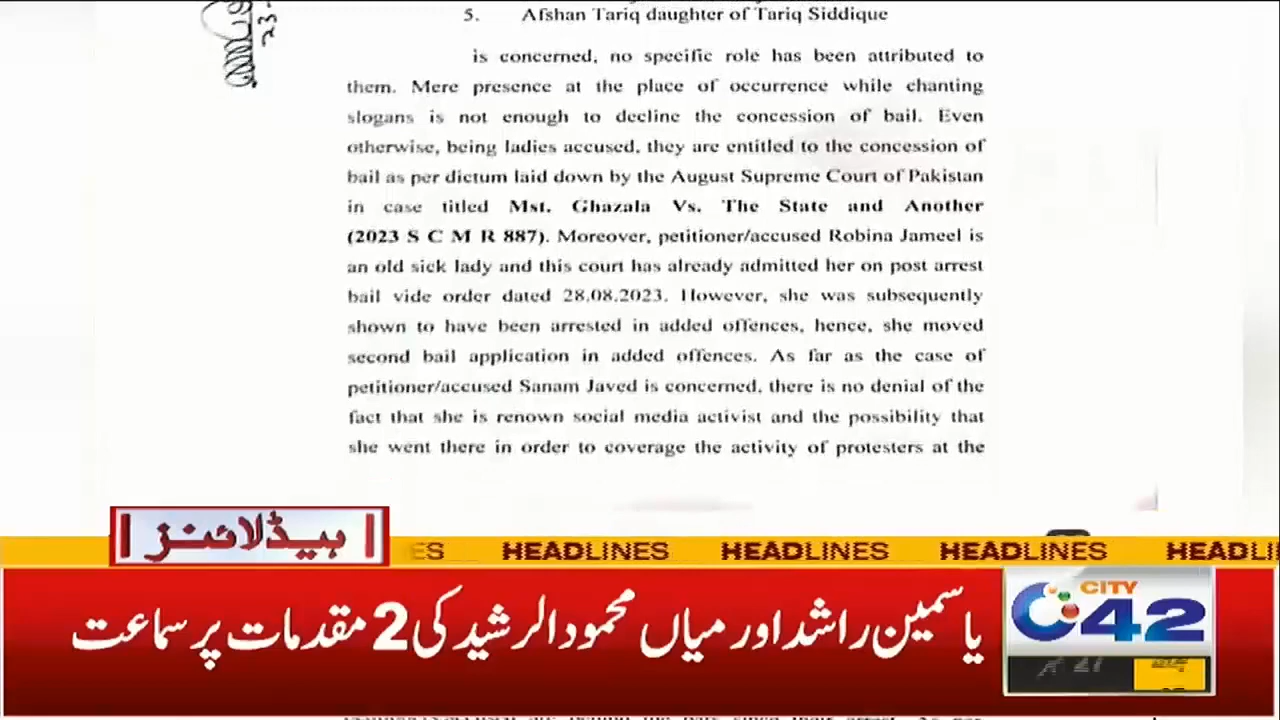 5. Afshan Tariq daughter of Tariq Siddique
is concerned, no specific role has been attributed to
them. Mere presence at the place of occurrence while chanting
slogans is not enough to decline the concession of bail. Even
otherwise, being ladies accused, they are entitled to the concession of
bail as per dictum laid down by the August Supreme Court of Pakistan
in case titled Mst. Ghazala Vs. The State and Another
(2023 S C M R 887). Moreover, petitioner/accused Robina Jameel is
an old sick lady and this court has already admitted her on post arrest
bail vide order dated 28.08.2023. However, she was subsequently
shown to have been arrested in added offences, hence, she moved
second bail application in added offences. As far as the case of
petitioner/accused Sanam Javed is concerned, there is no denial of the
fact that she is renown social media activist and the possibility that
she went there in order to coverage the activity of protesters at the
ہیڈلائنز
ES HEADLINES HEADLINES HEADLINES HEADLI
یاسمین راشد اور میاں محمود الرشید کی 2 مقدمات پر سماعت
CITY
42